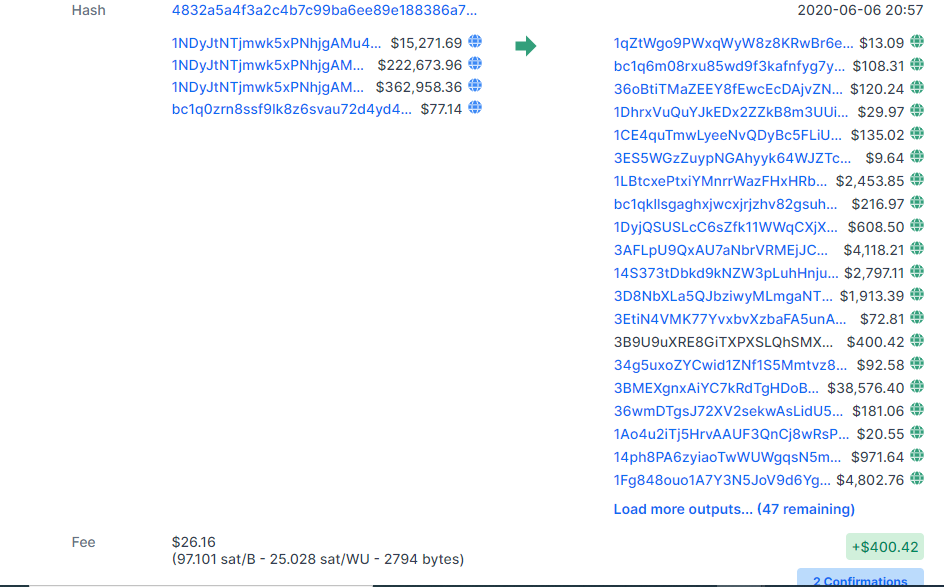 Hash 4832a5a4f3a2c4b7c99ba6ee89e188386a7... 2020-06-06 20:57
1NDyJtNTjmwk5xPNhjgAMu4... $15,271.69
1NDyJtNTjmwk5xPNhjgAM... $222,673.96
1NDyJtNTjmwk5xPNhjgAM... $362,958.36
bc1q0zrn8ssf9lk8z6svau72d4yd4... $77.14
1qZtWgo9PWxqWyW8z8KRwBr6e... $13.09
bc1q6m08rxu85wd9f3kafnfyg7y... $108.31
36oBtiTMaZEEY8fEwcEcDAjvZN... $120.24
1DhrxVuQuYJkEDx2ZZkB8m3UUi... $29.97
1CE4quTmwLyeeNvQDyBc5FLiU... $135.02
3ES5WGzZuypNGAhyyk64WJZTc... $9.64
1LBtcxePtxiYMnrrWazFHxHRb... $2,453.85
bc1qkllsgaghxjwcxjrjzhv82gsuh... $216.97
1DyjQSUSLcC6sZfk11WWqCXjX... $608.50
3AFLpU9QxAU7aNbrVRMEjJC... $4,118.21
14S373tDbkd9kNZW3pLuhHnju... $2,797.11
3D8NbXLa5QJbziwyMLmgaNT... $1,913.39
3EtiN4VMK77YvxbvXzbaFA5unA... $72.81
3B9U9uXRE8GiTXPXSLQhSMX... $400.42
34g5uxoZYCwid1ZNf1S5Mmtvz8... $92.58
3BMEXgnxAiYC7kRdTgHDoB... $38,576.40
36wmDTgsJ72XV2sekwAsLidU5... $181.06
1Ao4u2iTj5HrvAAUF3QnCj8wRsP... $20.55
14ph8PA6zyiaoTwWUWgqsN5m... $971.64
1Fg848ouo1A7Y3N5JoV9d6Yg... $4,802.76
Load more outputs... (47 remaining)
Fee $26.16 +$400.42
(97.101 sat/B - 25.028 sat/WU - 2794 bytes)
2 Confirmations